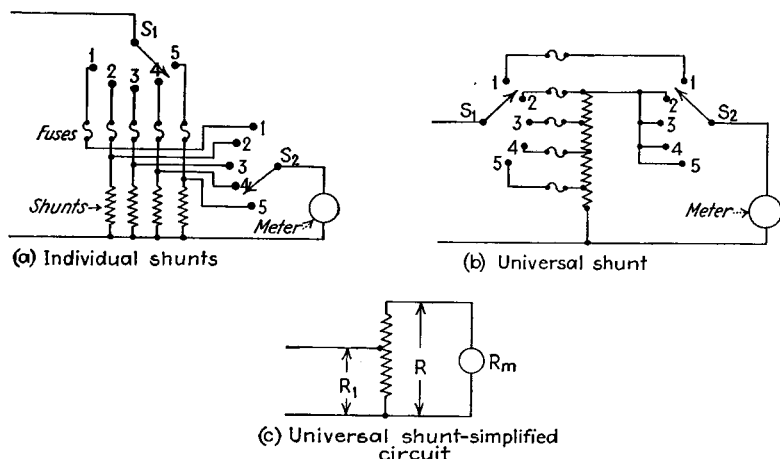 S1
1
2
3
4
5
Fuses
1
2
3
S2
4
5
Shunts
Meter
(a) Individual shunts
1
1
S1
2
2
S2
3
3
4
4
5
5
Meter
(b) Universal shunt
R1
R
Rm
(c) Universal shunt-simplified
circuit